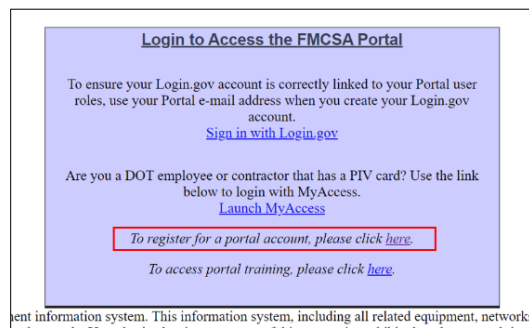 Login to Access the FMCSA Portal
To ensure your Login.gov account is correctly linked to your Portal user
roles, use your Portal e-mail address when you create your Login.gov
account.
Sign in with Login.gov
Are you a DOT employee or contractor that has a PIV card? Use the link
below to login with MyAccess.
Launch MyAccess
To register for a portal account, please click here.
To access portal training, please click here.
ent information system. This information system, including all related equipment, network